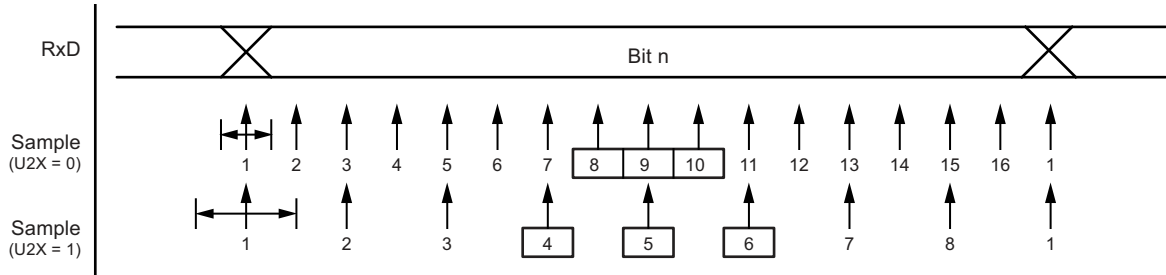 RxD
Bit n
Sample
(U2X = 0)
1 2 3 4 5 6 7 8 9 10 11 12 13 14 15 16 1
Sample
(U2X = 1)
1 2 3 4 5 6 7 8 1